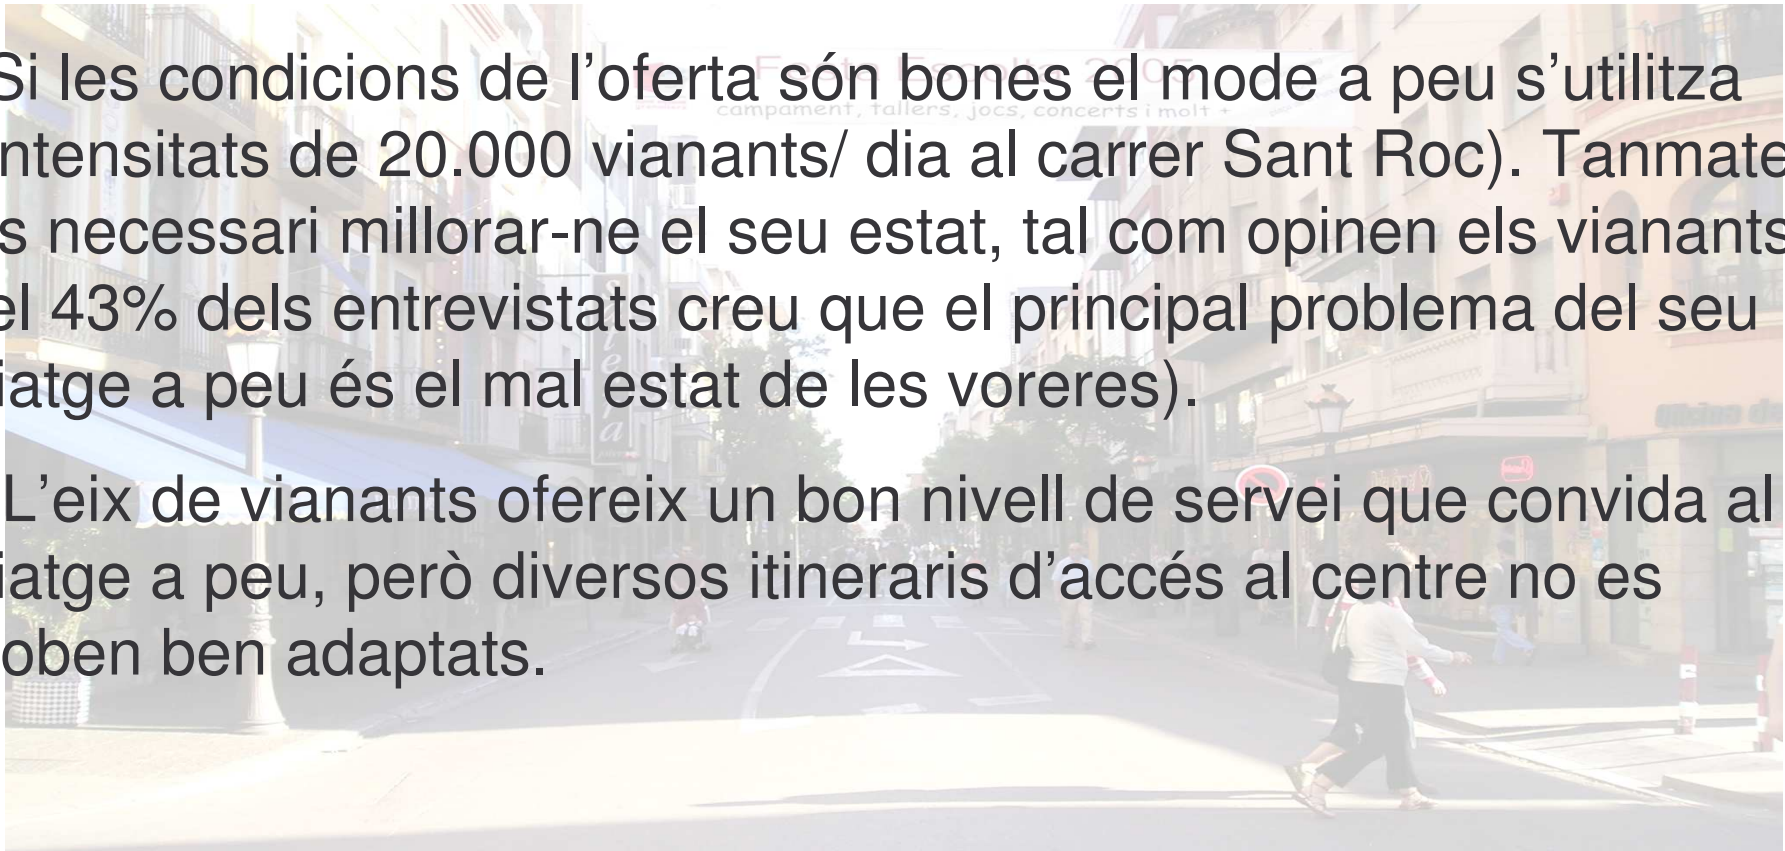 Si les condicions de l’oferta són bones el mode a peu s’utilitza
ntensitats de 20.000 vianants/ dia al carrer Sant Roc). Tanmate
s necessari millorar-ne el seu estat, tal com opinen els vianants
el 43% dels entrevistats creu que el principal problema del seu
iatge a peu és el mal estat de les voreres).
L’eix de vianants ofereix un bon nivell de servei que convida al
iatge a peu, però diversos itineraris d’accés al centre no es
oben ben adaptats.
Festa Escolta 2005
campament, tallers, jocs, concerts i molt +